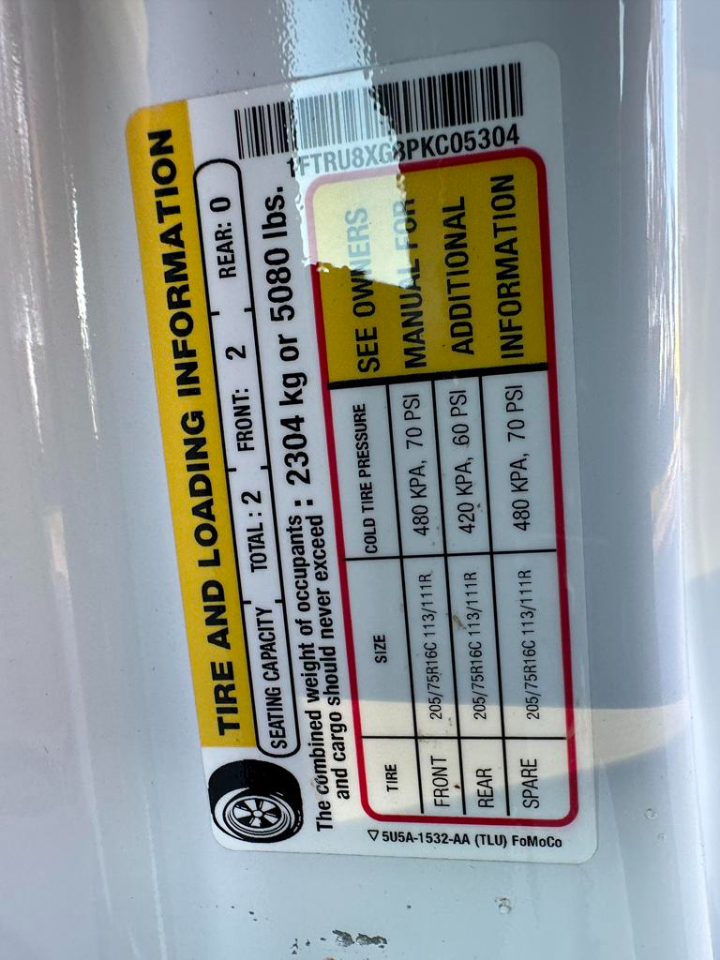 TIRE AND LOADING INFORMATION
SEATING CAPACITY TOTAL : 2 FRONT: 2 REAR: 0
The combined weight of occupants and cargo should never exceed : 2304 kg or 5080 lbs.
1FTRU8XG8PKC05304
TIRE SIZE COLD TIRE PRESSURE
FRONT 205/75R16C 113/111R 480 KPA, 70 PSI
REAR 205/75R16C 113/111R 420 KPA, 60 PSI
SPARE 205/75R16C 113/111R 480 KPA, 70 PSI
SEE OWNERS
MANUAL FOR
ADDITIONAL
INFORMATION
5U5A-1532-AA (TLU) FoMoCo